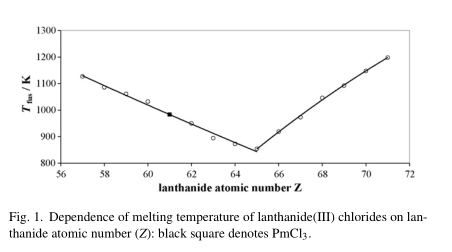 1300
1200
1100
1000
900
800
T fus / K
56 58 60 62 64 66 68 70 72
lanthanide atomic number Z
Fig. 1. Dependence of melting temperature of lanthanide(III) chlorides on lan-
thanide atomic number (Z): black square denotes PmCl₃.